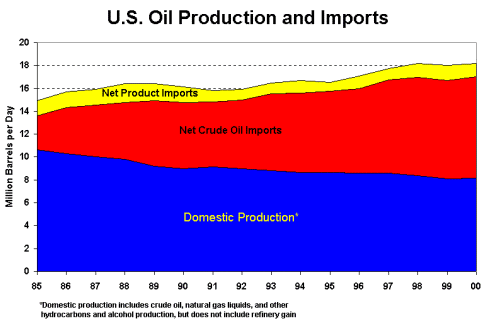 U.S. Oil Production and Imports
Million Barrels per Day
20
18
16
14
12
10
8
6
4
2
0
Net Product Imports
Net Crude Oil Imports
Domestic Production*
85 86 87 88 89 90 91 92 93 94 95 96 97 98 99 00
*Domestic production includes crude oil, natural gas liquids, and other
hydrocarbons and alcohol production, but does not include refinery gain